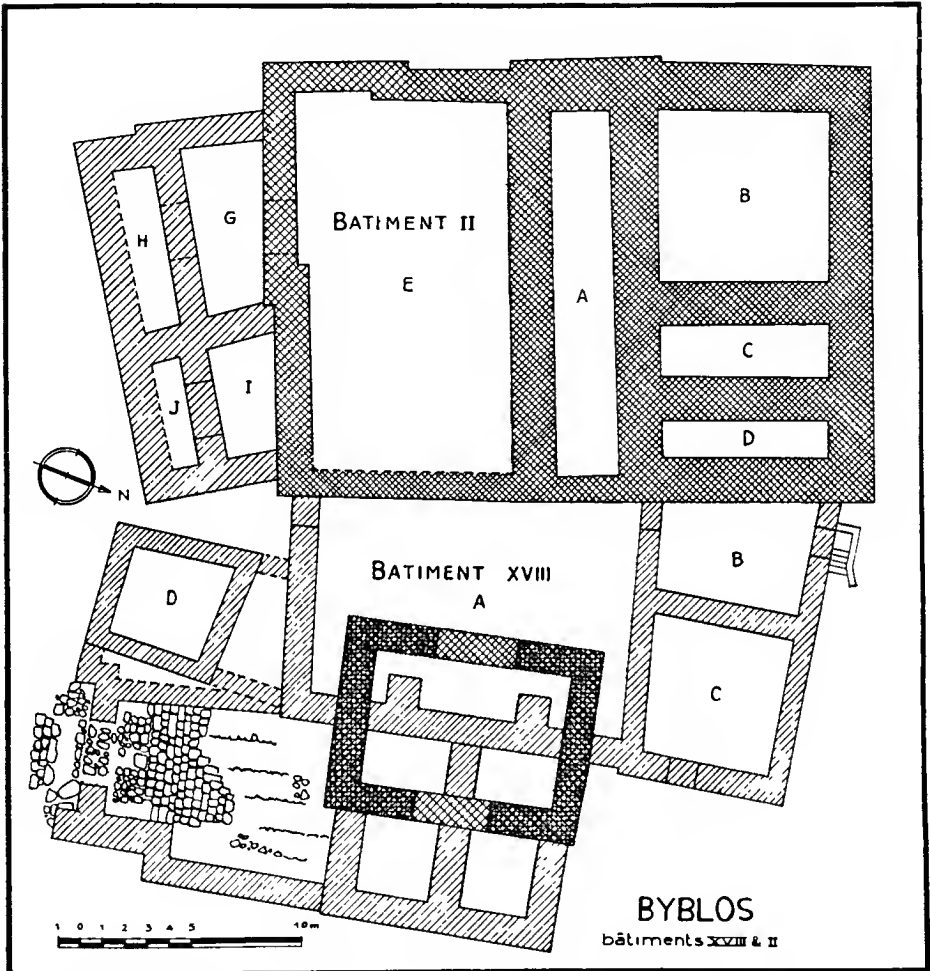 B
G
BATIMENT II
H
E
A
C
I
J
D
N
BATIMENT XVIII
B
D
A
C
BYBLOS
bâtiments XVIII & II
1 0 1 2 3 4 5 10m